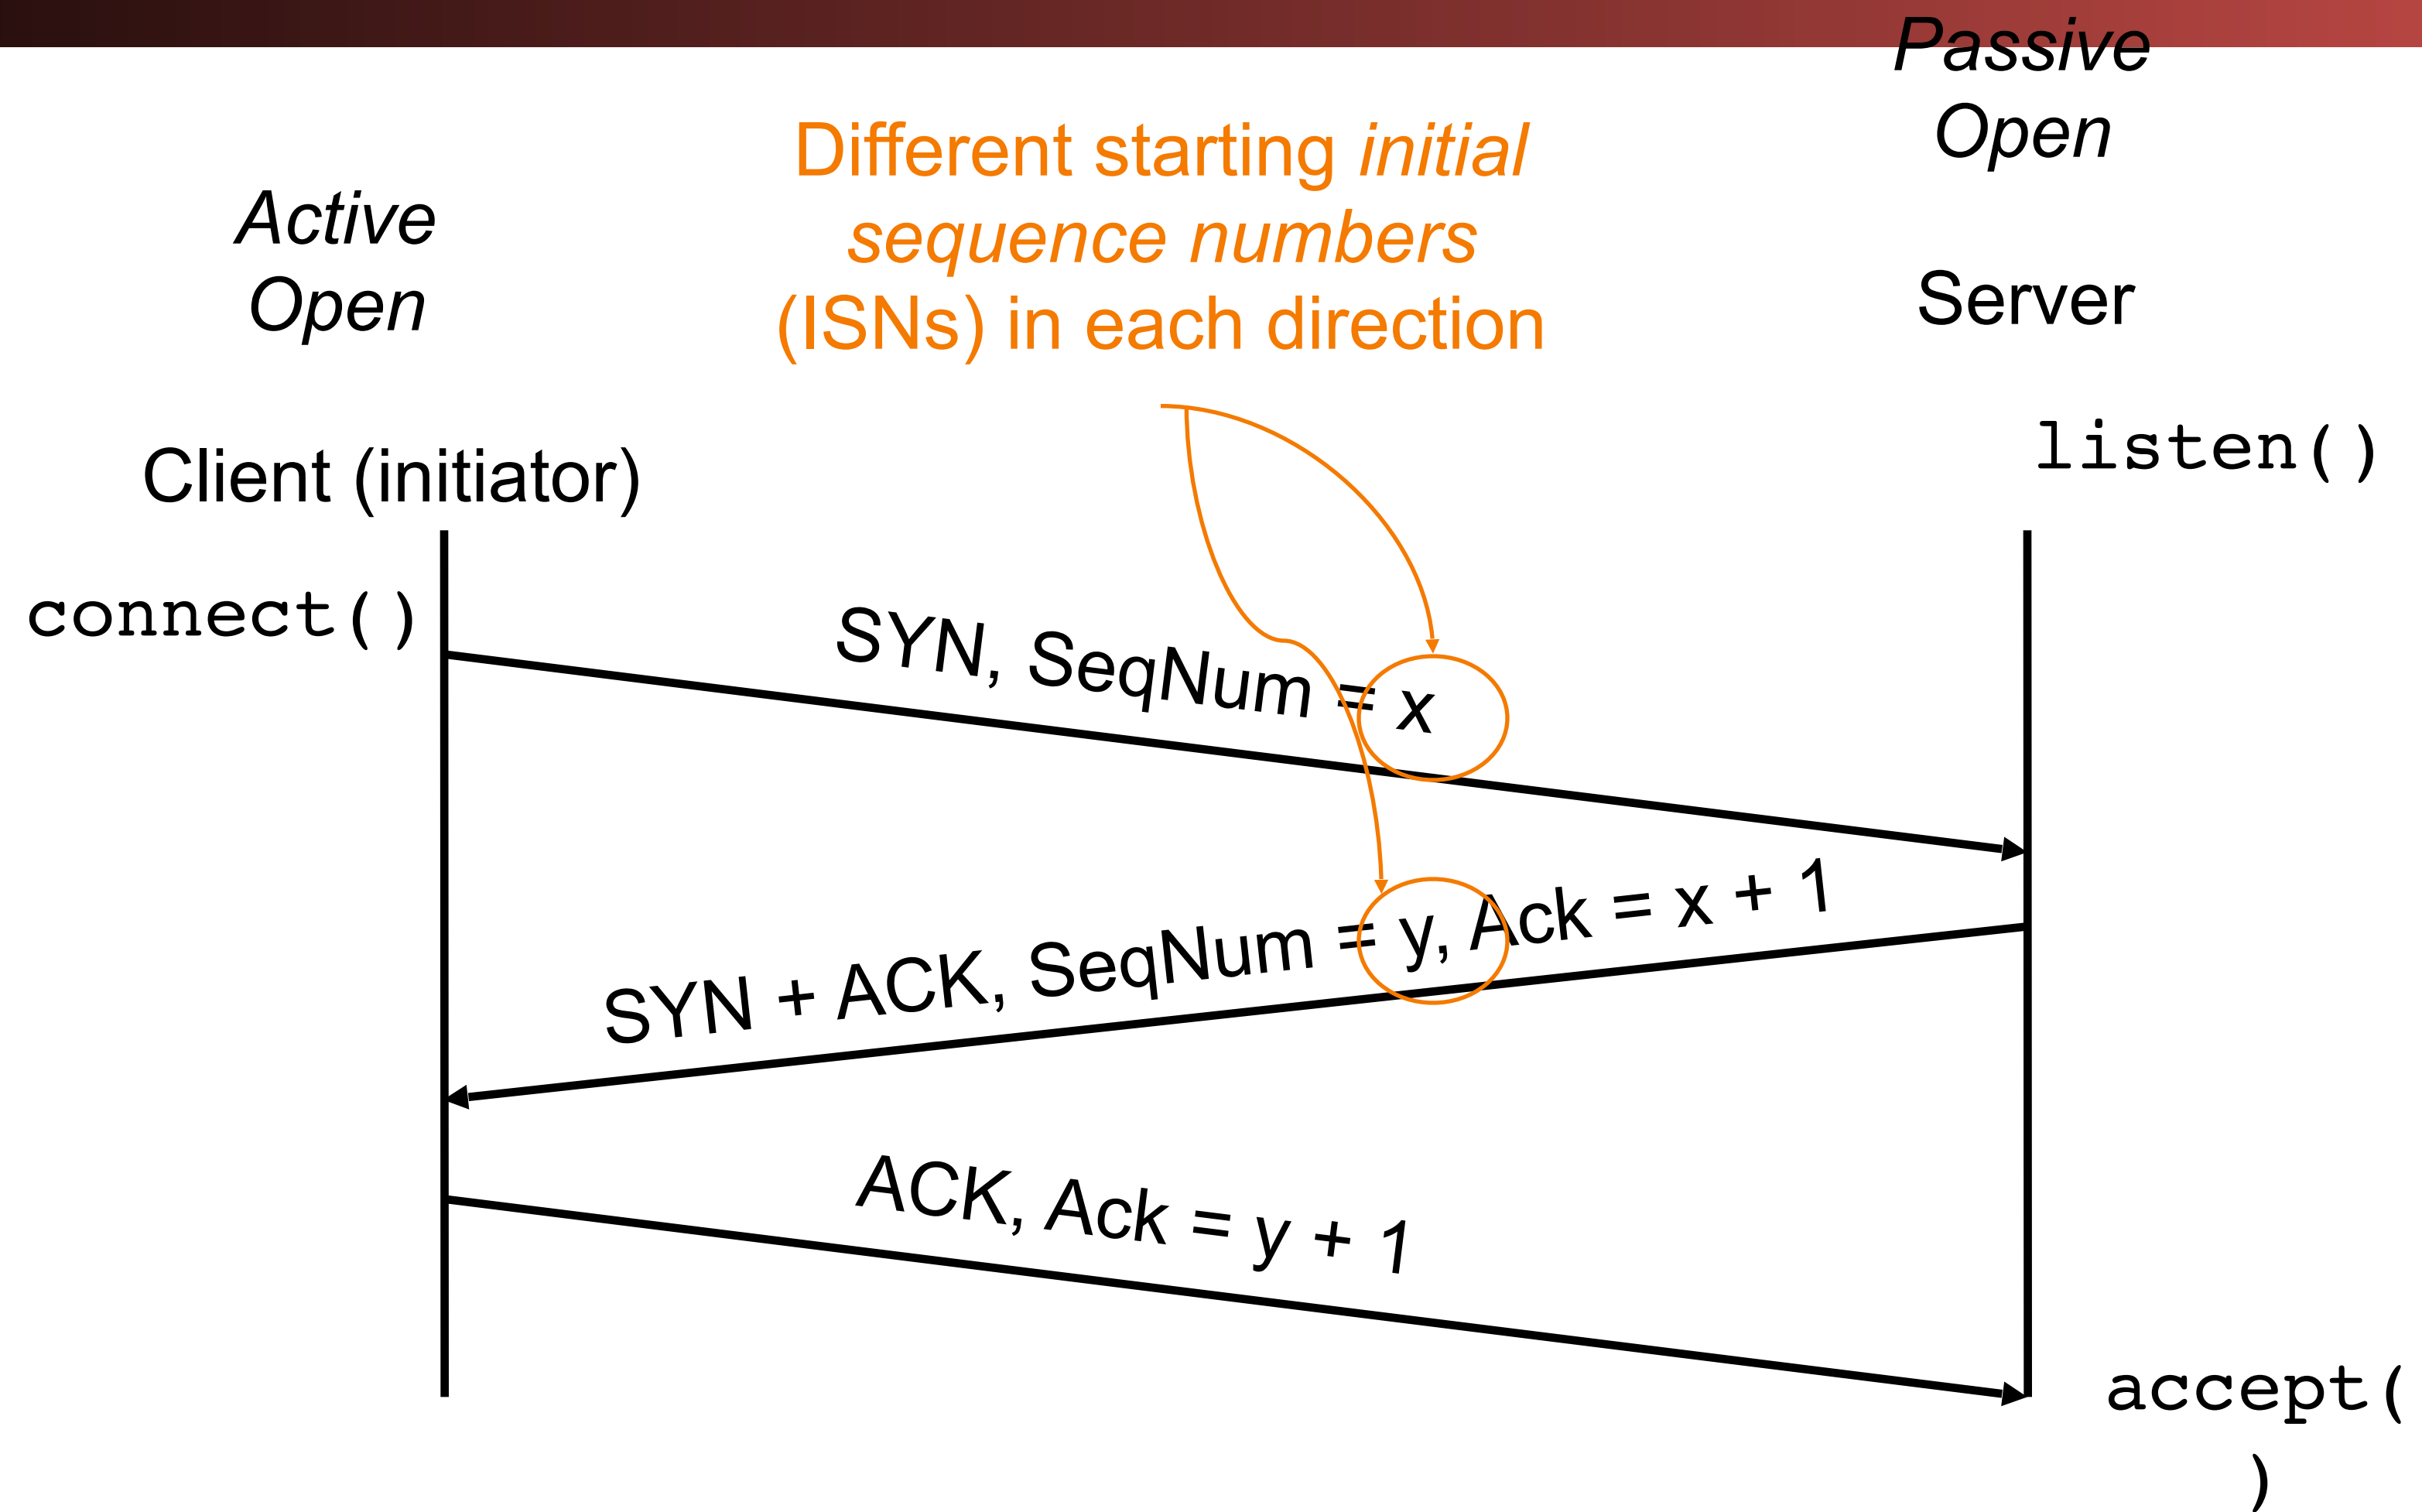 Passive
Open
Different starting initial
sequence numbers
(ISNs) in each direction
Active
Open
Server
Client (initiator)
listen()
connect()
SYN, SeqNum = x
SYN + ACK, SeqNum = y, Ack = x + 1
ACK, Ack = y + 1
accept(
)